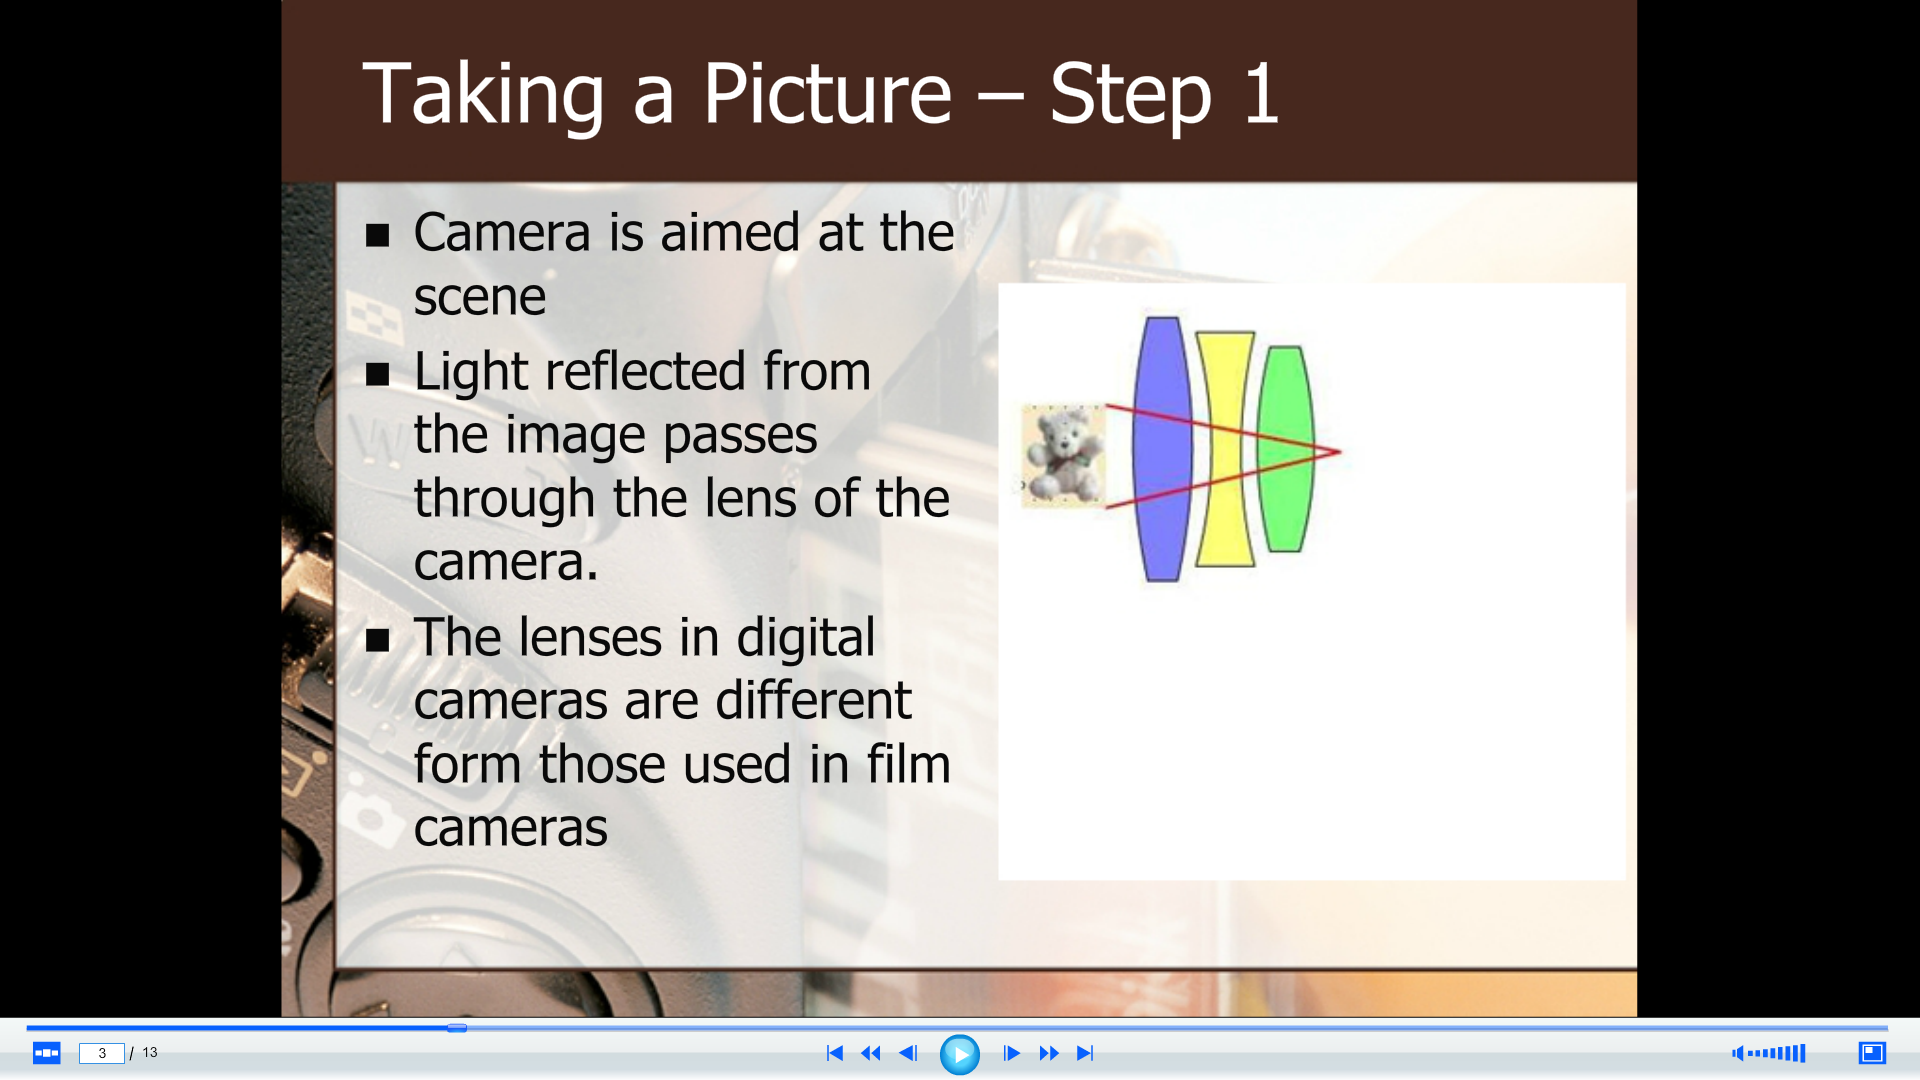 Taking a Picture – Step 1
Camera is aimed at the
scene
Light reflected from
the image passes
through the lens of the
camera.
The lenses in digital
cameras are different
form those used in film
cameras
W
3 / 13